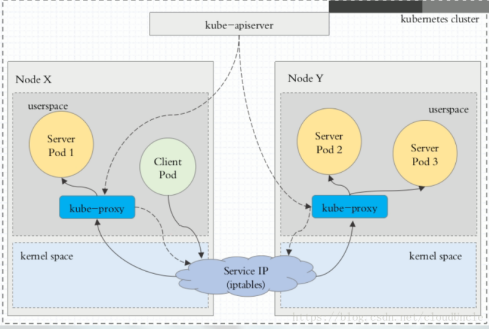 kube-apiserver
kubernetes cluster
Node X
Node Y
userspace
userspace
Server
Pod 1
Client
Pod
Server
Pod 2
Server
Pod 3
kube-proxy
kube-proxy
kernel space
kernel space
Service IP
(iptables)